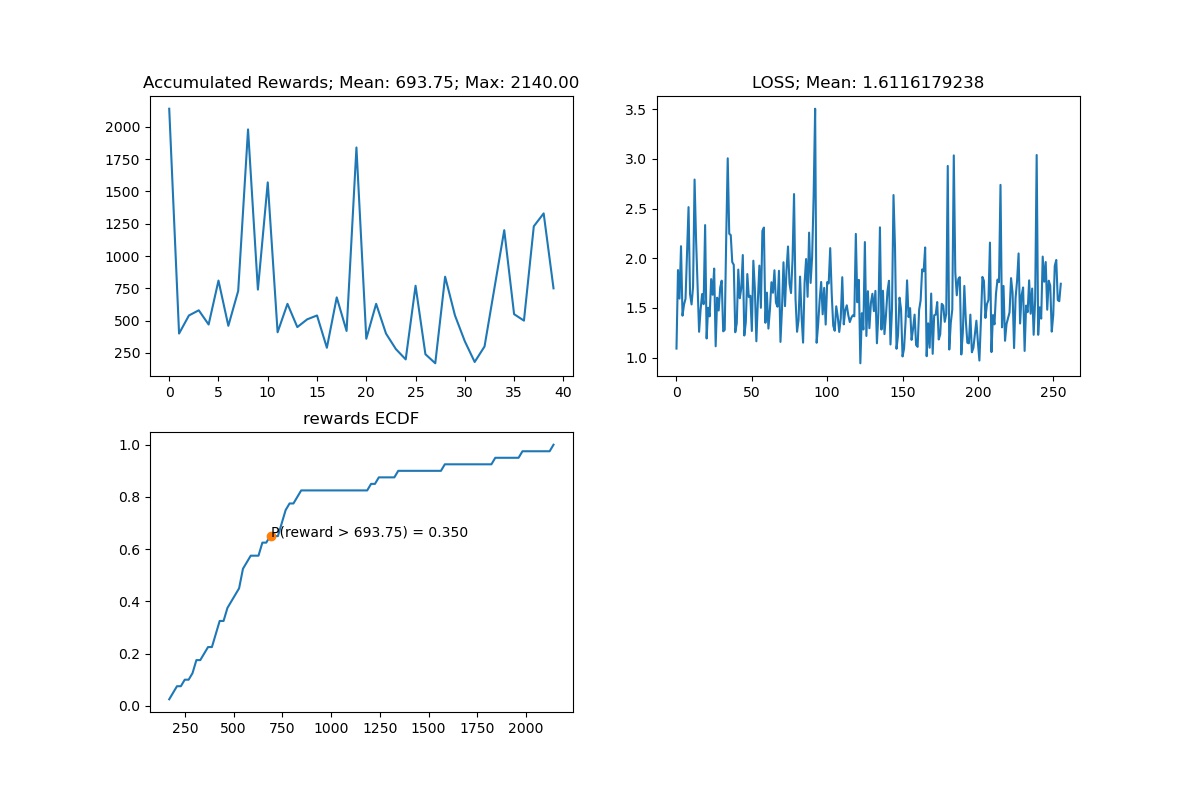 Accumulated Rewards; Mean: 693.75; Max: 2140.00
2000
1750
1500
1250
1000
750
500
250
0 5 10 15 20 25 30 35 40
LOSS; Mean: 1.6116179238
3.5
3.0
2.5
2.0
1.5
1.0
0 50 100 150 200 250
rewards ECDF
1.0
0.8
0.6
0.4
0.2
0.0
P(reward > 693.75) = 0.350
250 500 750 1000 1250 1500 1750 2000